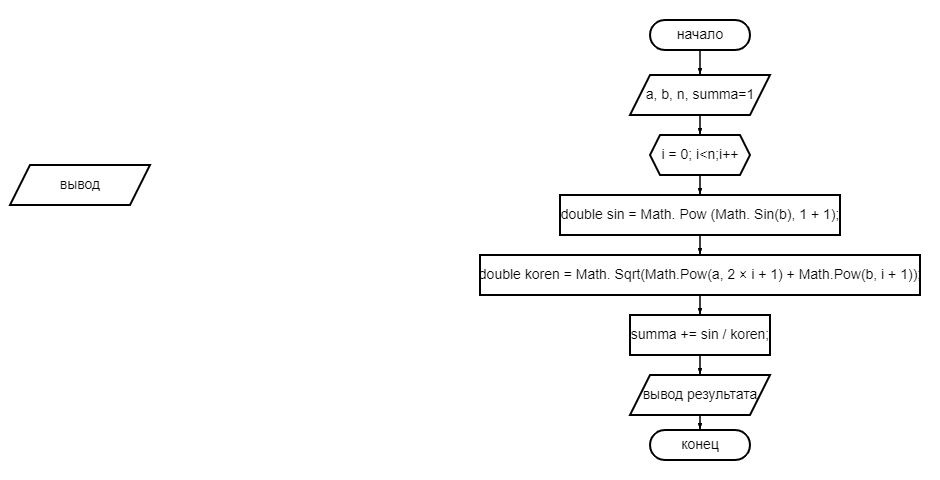 начало
a, b, n, summa=1
i = 0; i<n;i++
вывод
double sin = Math. Pow (Math. Sin(b), 1 + 1);
double koren = Math. Sqrt(Math.Pow(a, 2 × i + 1) + Math.Pow(b, i + 1));
summa += sin / koren;
вывод результата
конец